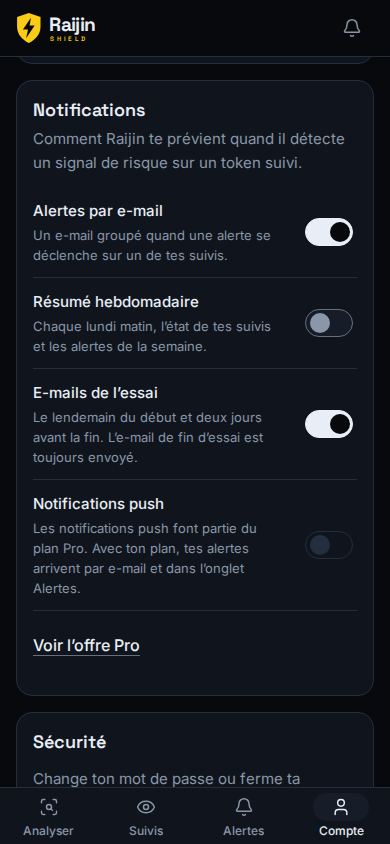 Raijin
SHIELD
Notifications
Comment Raijin te prévient quand il détecte
un signal de risque sur un token suivi.
Alertes par e-mail
Un e-mail groupé quand une alerte se
déclenche sur un de tes suivis.
Résumé hebdomadaire
Chaque lundi matin, l’état de tes suivis
et les alertes de la semaine.
E-mails de l’essai
Le lendemain du début et deux jours
avant la fin. L’e-mail de fin d’essai est
toujours envoyé.
Notifications push
Les notifications push font partie du
plan Pro. Avec ton plan, tes alertes
arrivent par e-mail et dans l’onglet
Alertes.
Voir l’offre Pro
Sécurité
Change ton mot de passe ou ferme ta
Analyser
Suivis
Alertes
Compte